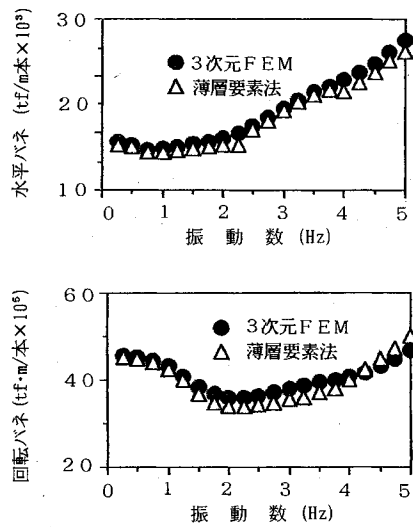 水平バネ (tf/m本×10³)
30
20
10
● 3次元FEM
△ 薄層要素法
0 1 2 3 4 5
振動数 (Hz)
回転バネ (tf·m/本×10⁵)
60
40
20
● 3次元FEM
△ 薄層要素法
0 1 2 3 4 5
振動数 (Hz)